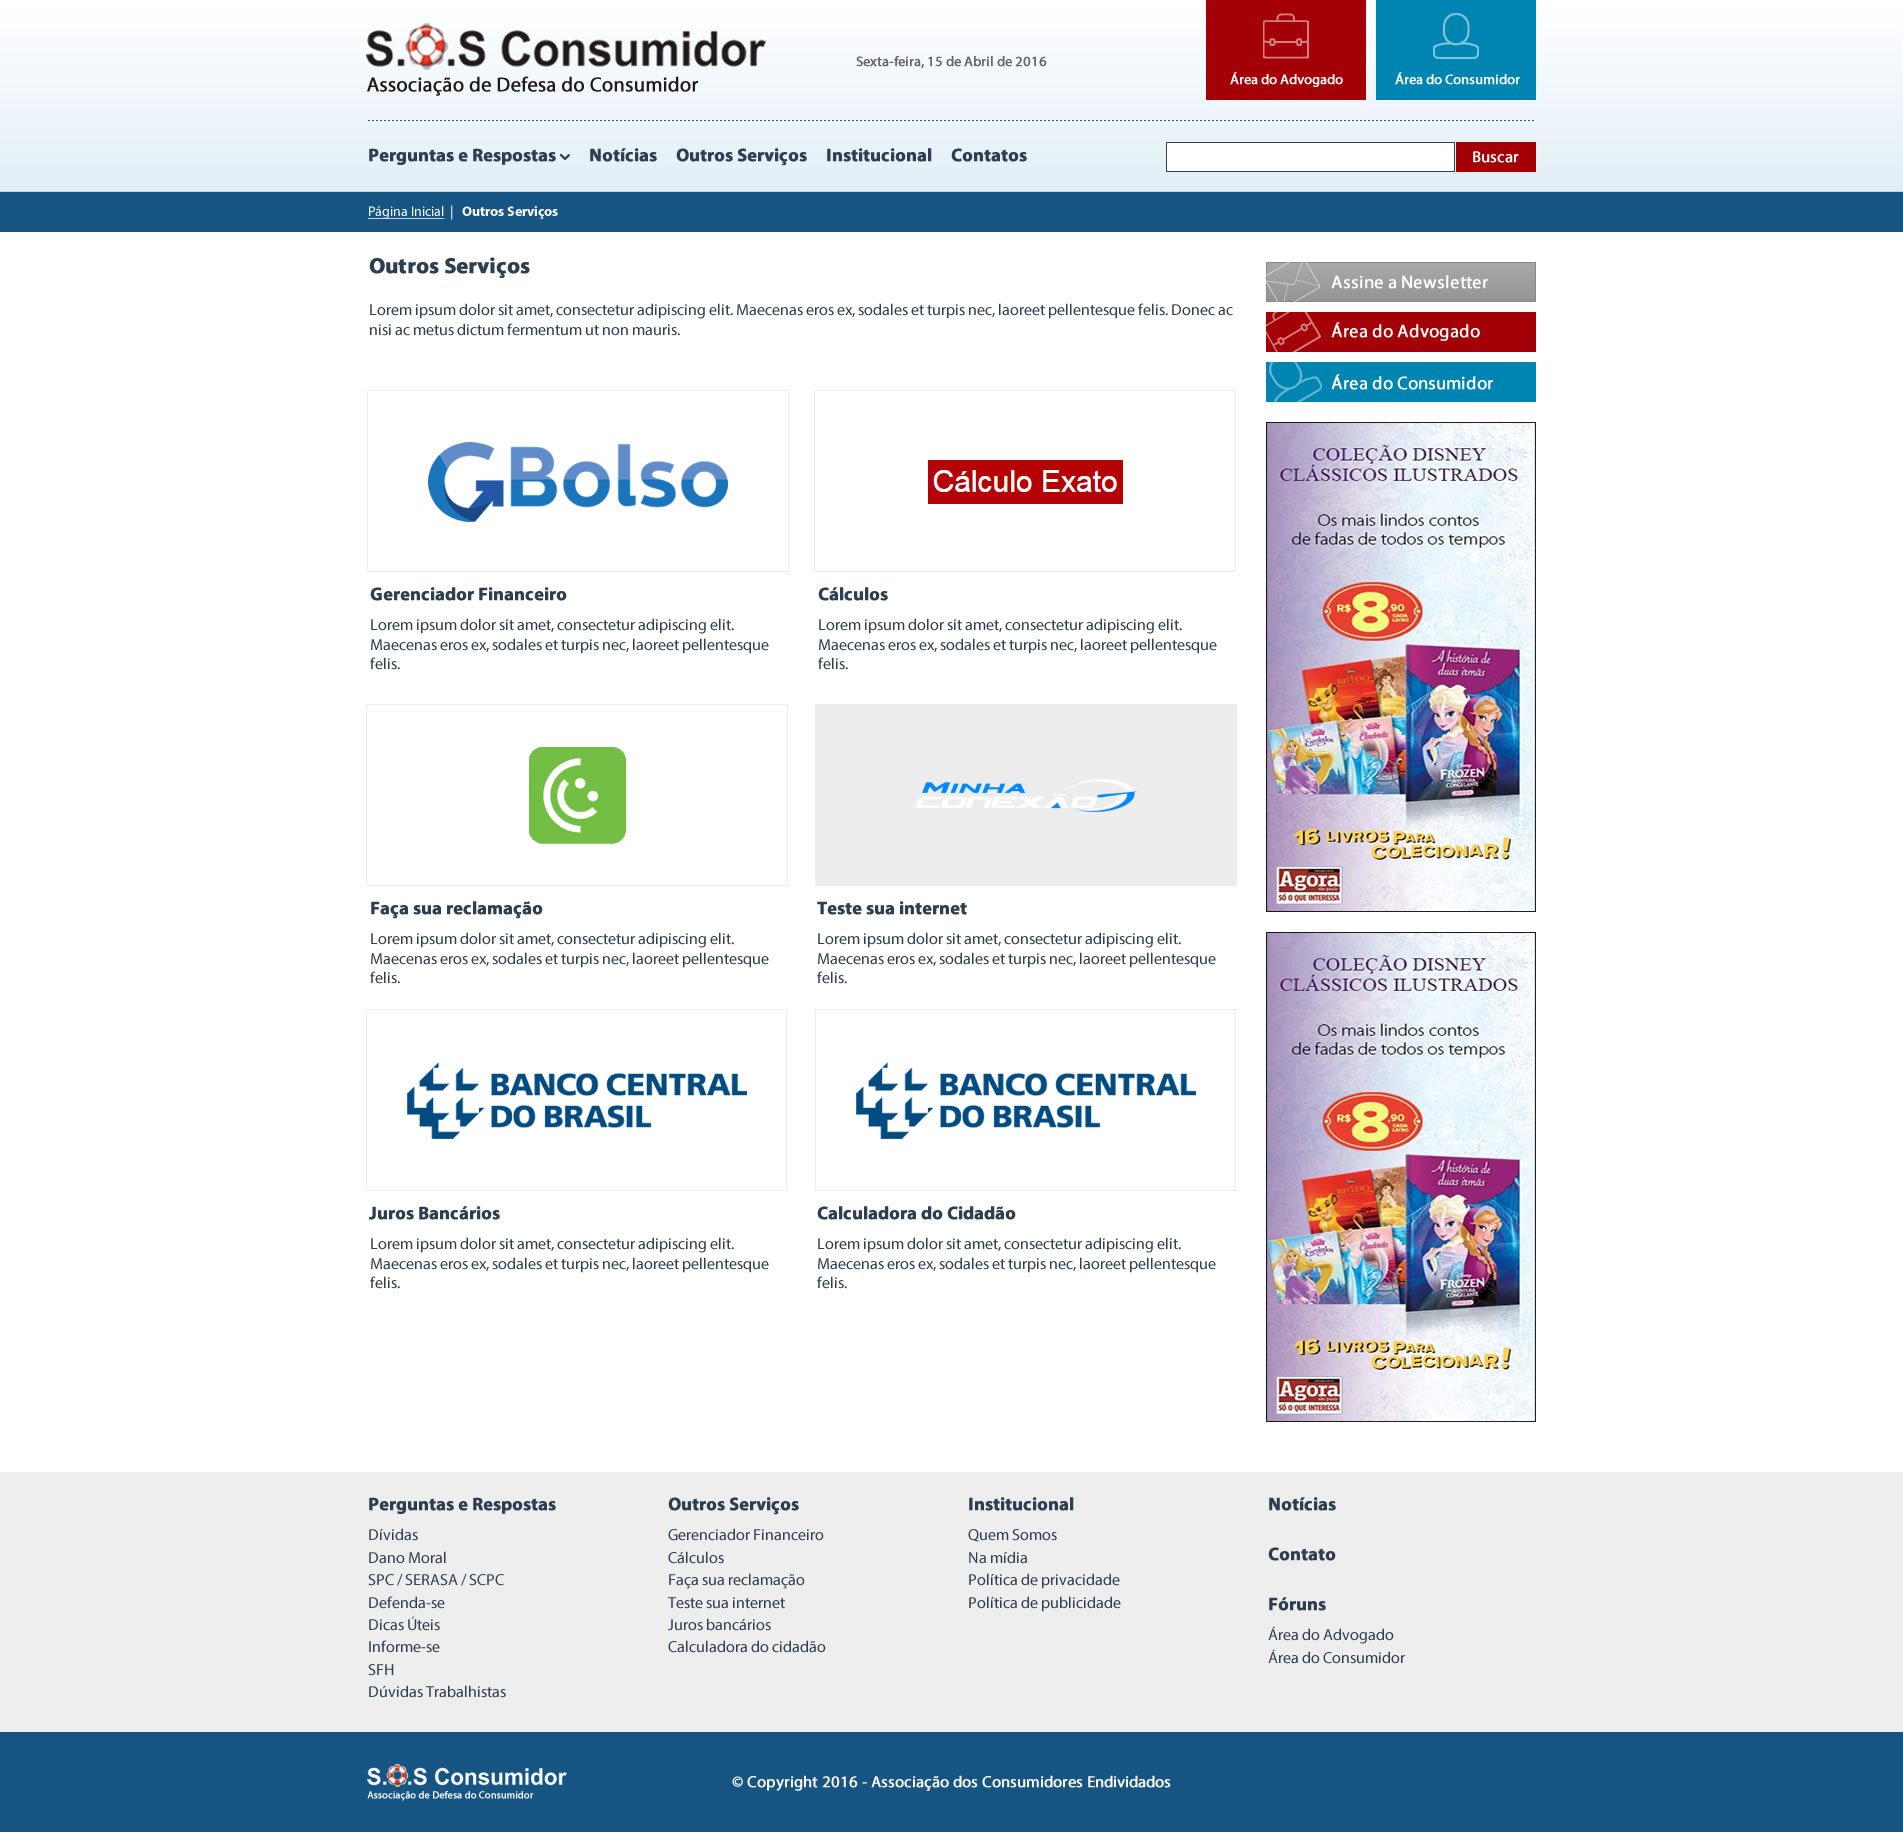 S.O.S Consumidor
Associação de Defesa do Consumidor
Sexta-feira, 15 de Abril de 2016
Área do Advogado
Área do Consumidor
Perguntas e Respostas
Notícias
Outros Serviços
Institucional
Contatos
Buscar
Página Inicial | Outros Serviços
Outros Serviços
Lorem ipsum dolor sit amet, consectetur adipiscing elit. Maecenas eros ex, sodales et turpis nec, laoreet pellentesque felis. Donec ac
nisi ac metus dictum fermentum ut non mauris.
GBolso
Cálculo Exato
Gerenciador Financeiro
Lorem ipsum dolor sit amet, consectetur adipiscing elit.
Maecenas eros ex, sodales et turpis nec, laoreet pellentesque
felis.
Cálculos
Lorem ipsum dolor sit amet, consectetur adipiscing elit.
Maecenas eros ex, sodales et turpis nec, laoreet pellentesque
felis.
MINHA
CONEXÃO
Faça sua reclamação
Lorem ipsum dolor sit amet, consectetur adipiscing elit.
Maecenas eros ex, sodales et turpis nec, laoreet pellentesque
felis.
Teste sua internet
Lorem ipsum dolor sit amet, consectetur adipiscing elit.
Maecenas eros ex, sodales et turpis nec, laoreet pellentesque
felis.
BANCO CENTRAL
DO BRASIL
BANCO CENTRAL
DO BRASIL
Juros Bancários
Lorem ipsum dolor sit amet, consectetur adipiscing elit.
Maecenas eros ex, sodales et turpis nec, laoreet pellentesque
felis.
Calculadora do Cidadão
Lorem ipsum dolor sit amet, consectetur adipiscing elit.
Maecenas eros ex, sodales et turpis nec, laoreet pellentesque
felis.
Assine a Newsletter
Área do Advogado
Área do Consumidor
COLEÇÃO DISNEY
CLÁSSICOS ILUSTRADOS
Os mais lindos contos
de fadas de todos os tempos
R$8,90
CADA
LIVRO
A história de
duas irmãs
Enrolados
Cinderela
Disney
FROZEN
UMA AVENTURA
CONGELANTE
16 LIVROS PARA
COLECIONAR!
Agora
SÓ O QUE INTERESSA
COLEÇÃO DISNEY
CLÁSSICOS ILUSTRADOS
Os mais lindos contos
de fadas de todos os tempos
R$8,90
CADA
LIVRO
A história de
duas irmãs
Enrolados
Cinderela
Disney
FROZEN
UMA AVENTURA
CONGELANTE
16 LIVROS PARA
COLECIONAR!
Agora
SÓ O QUE INTERESSA
Perguntas e Respostas
Dívidas
Dano Moral
SPC / SERASA / SCPC
Defenda-se
Dicas Úteis
Informe-se
SFH
Dúvidas Trabalhistas
Outros Serviços
Gerenciador Financeiro
Cálculos
Faça sua reclamação
Teste sua internet
Juros bancários
Calculadora do cidadão
Institucional
Quem Somos
Na mídia
Política de privacidade
Política de publicidade
Notícias
Contato
Fóruns
Área do Advogado
Área do Consumidor
S.O.S Consumidor
Associação de Defesa do Consumidor
© Copyright 2016 - Associação dos Consumidores Endividados